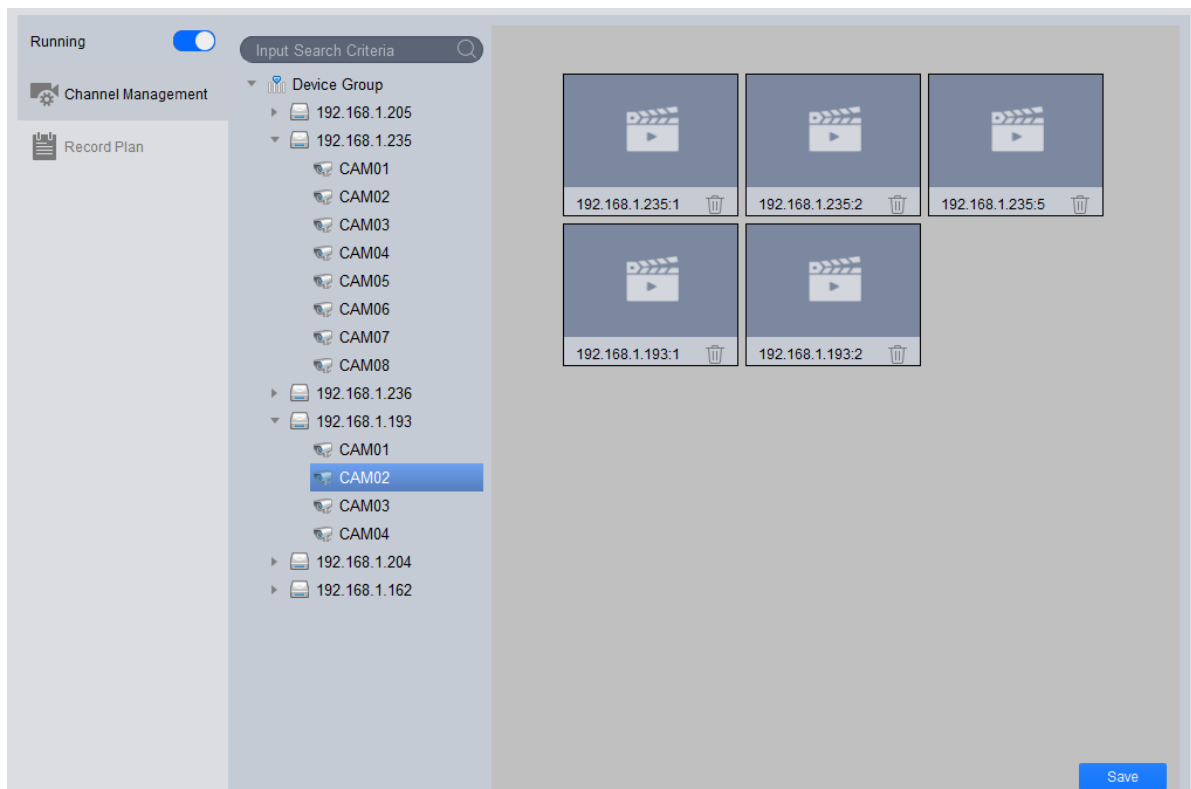 Running
Channel Management
Record Plan
Input Search Criteria
Device Group
192.168.1.205
192.168.1.235
CAM01
CAM02
CAM03
CAM04
CAM05
CAM06
CAM07
CAM08
192.168.1.236
192.168.1.193
CAM01
CAM02
CAM03
CAM04
192.168.1.204
192.168.1.162
192.168.1.235:1
192.168.1.235:2
192.168.1.235:5
192.168.1.193:1
192.168.1.193:2
Save